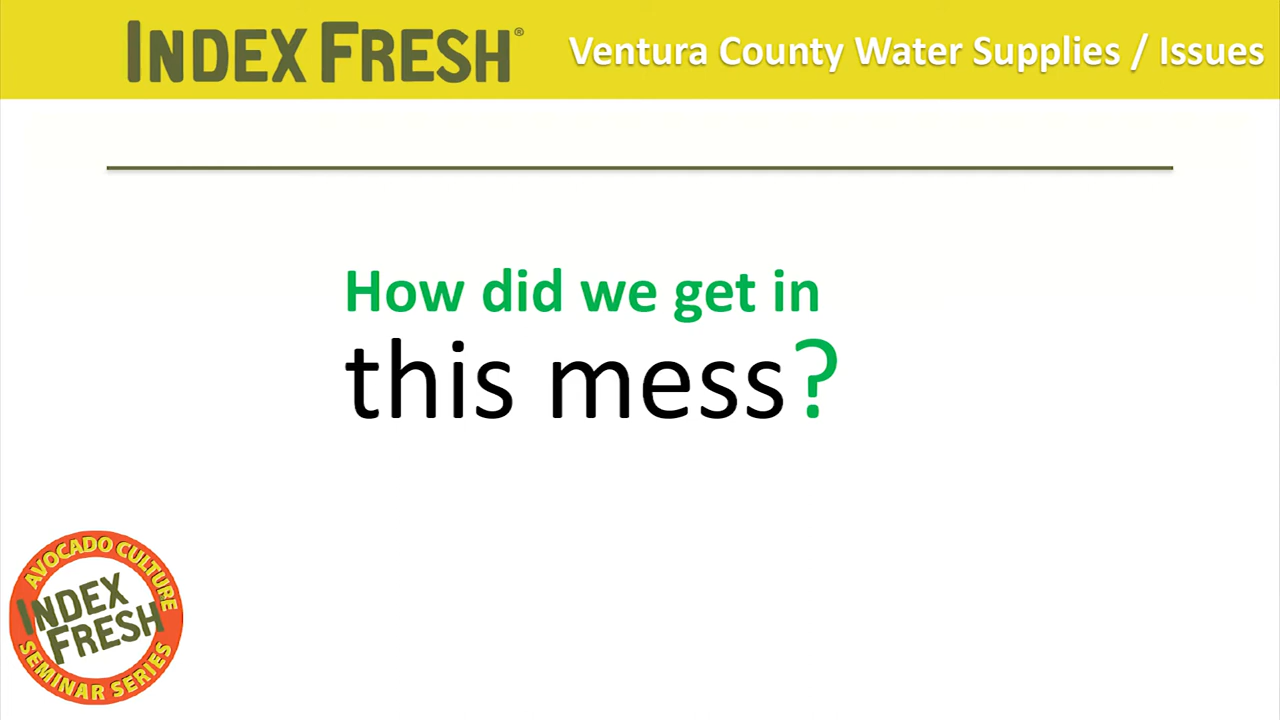 INDEX FRESH®
Ventura County Water Supplies / Issues
How did we get in
this mess?
AVOCADO CULTURE
INDEX
FRESH
SEMINAR SERIES